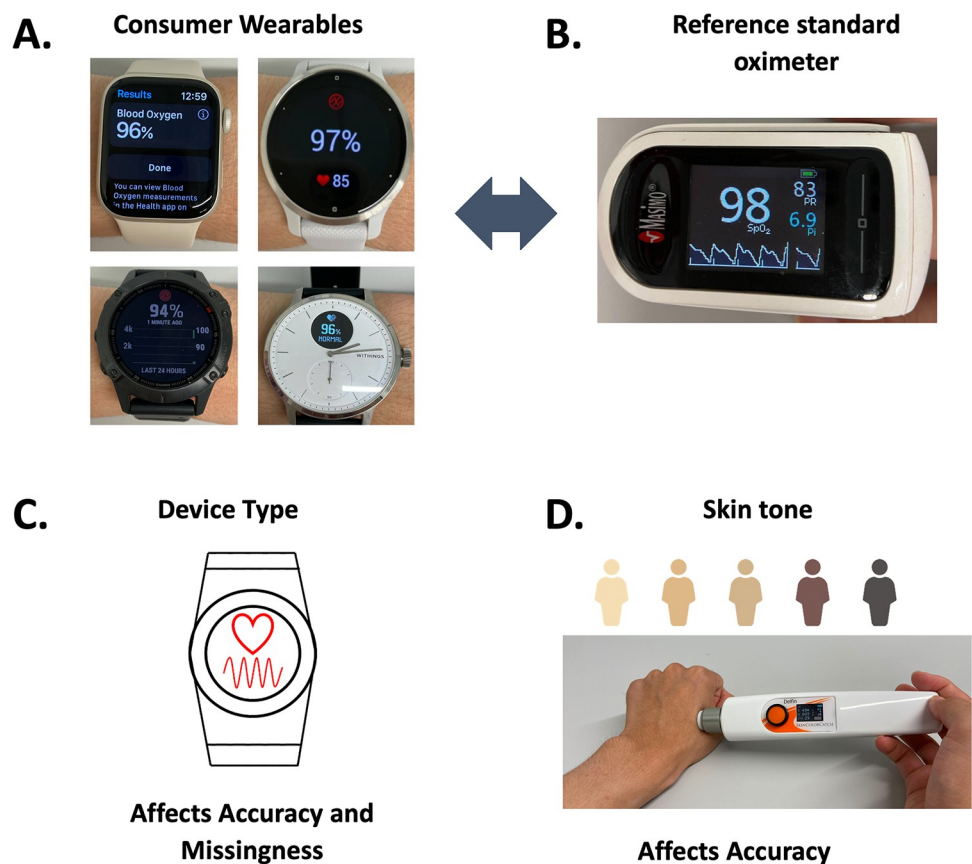 A.
Consumer Wearables
Results
12:59
Blood Oxygen
96%
Done
You can view Blood
Oxygen measurements
in the Health app on
97%
85
94%
1 MINUTE AGO
4k
100
2k
90
LAST 24 HOURS
96%
NORMAL
WITHINGS
B.
Reference standard
oximeter
MASIMO®
98
SpO₂
83
PR
6.9
Pi
C.
Device Type
Affects Accuracy and
Missingness
D.
Skin tone
Delfin
SKINCOLORCATCH
Affects Accuracy